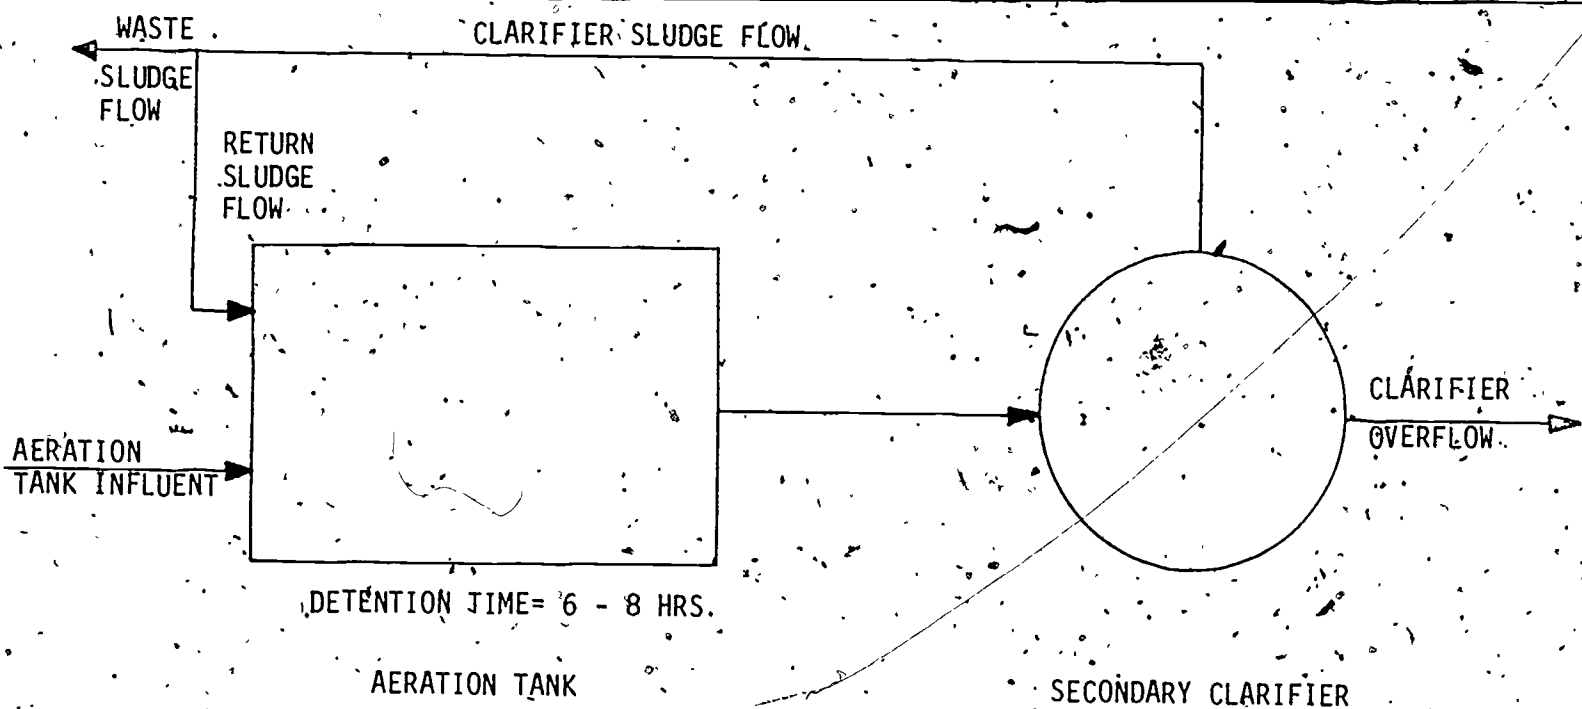 WASTE
SLUDGE
FLOW
CLARIFIER SLUDGE FLOW
RETURN
SLUDGE
FLOW
AERATION
TANK INFLUENT
CLARIFIER
OVERFLOW
DETENTION TIME= 6 - 8 HRS.
AERATION TANK
SECONDARY CLARIFIER